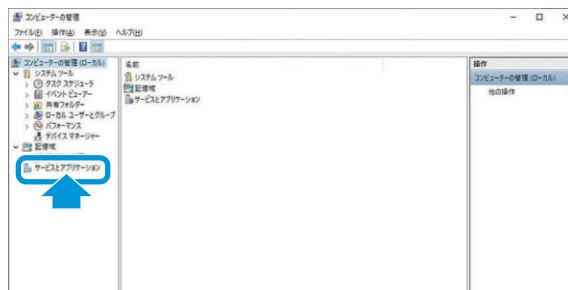 コンピューターの管理
ファイル(F) 操作(A) 表示(V) ヘルプ(H)
コンピューターの管理 (ローカル)
システム ツール
タスク スケジューラ
イベント ビューアー
共有フォルダー
ローカル ユーザーとグループ
パフォーマンス
デバイス マネージャー
記憶域
サービスとアプリケーション
名前
システム ツール
記憶域
サービスとアプリケーション
操作
コンピューターの管理 (ローカル)
他の操作